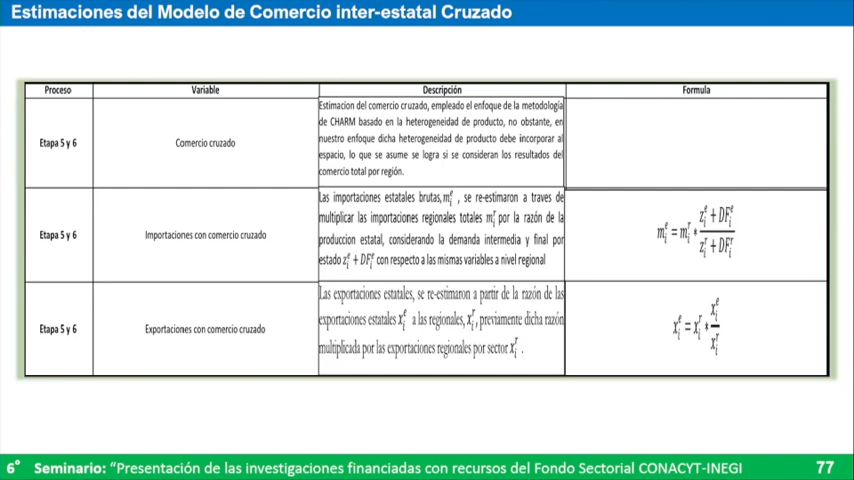 Estimaciones del Modelo de Comercio inter-estatal Cruzado
Proceso Variable Descripción Formula
Etapa 5 y 6
Comercio cruzado
Estimacion del comercio cruzado, empleado el enfoque de la metodología
de CHARM basado en la heterogeneidad de producto, no obstante, en
nuestro enfoque dicha heterogeneidad de producto debe incorporar al
espacio, lo que se asume se logra si se consideran los resultados del
comercio total por región.
Etapa 5 y 6
Importaciones con comercio cruzado
Las importaciones estatales brutas, m_i^e , se re-estimaron a traves de
multiplicar las importaciones regionales totales m_i^r por la razón de la
produccion estatal, considerando la demanda intermedia y final por
estado z_i^e + DF_i^e con respecto a las mismas variables a nivel regional
m_i^e = m_i^r * (z_i^e + DF_i^e) / (z_i^r + DF_i^r)
Etapa 5 y 6
Exportaciones con comercio cruzado
Las exportaciones estatales, se re-estimaron a partir de la razón de las
exportaciones estatales x_i^e a las regionales, x_i^r, previamente dicha razón
multiplicada por las exportaciones regionales por sector x_i^r .
x_i^e = x_i^r * x_i^e / x_i^r
6° Seminario: “Presentación de las investigaciones financiadas con recursos del Fondo Sectorial CONACYT-INEGI 77